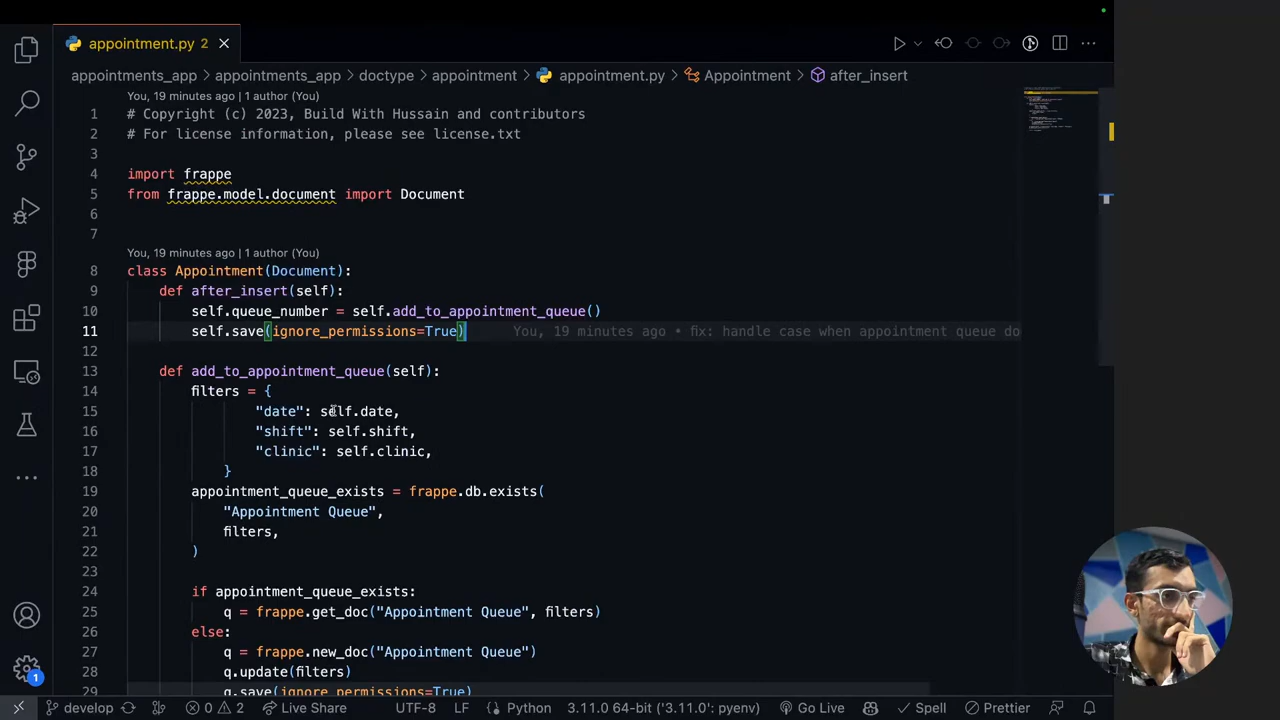 appointment.py 2
appointments_app > appointments_app > doctype > appointment > appointment.py > Appointment > after_insert
You, 19 minutes ago | 1 author (You)
1 # Copyright (c) 2023, Build With Hussain and contributors
2 # For license information, please see license.txt
3
4 import frappe
5 from frappe.model.document import Document
6
7
You, 19 minutes ago | 1 author (You)
8 class Appointment(Document):
9 def after_insert(self):
10 self.queue_number = self.add_to_appointment_queue()
11 self.save(ignore_permissions=True) You, 19 minutes ago • fix: handle case when appointment queue do
12
13 def add_to_appointment_queue(self):
14 filters = {
15 "date": self.date,
16 "shift": self.shift,
17 "clinic": self.clinic,
18 }
19 appointment_queue_exists = frappe.db.exists(
20 "Appointment Queue",
21 filters,
22 )
23
24 if appointment_queue_exists:
25 q = frappe.get_doc("Appointment Queue", filters)
26 else:
27 q = frappe.new_doc("Appointment Queue")
28 q.update(filters)
29 q.save(ignore_permissions=True)
1
develop 0 2 Live Share UTF-8 LF Python 3.11.0 64-bit ('3.11.0': pyenv) Go Live Spell Prettier